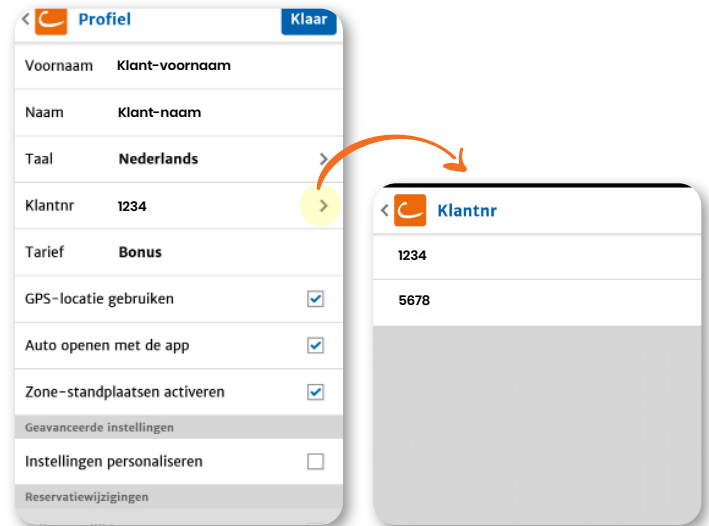 Profiel
Klaar
Voornaam Klant-voornaam
Naam Klant-naam
Taal Nederlands
Klantnr 1234
Tarief Bonus
GPS-locatie gebruiken
Auto openen met de app
Zone-standplaatsen activeren
Geavanceerde instellingen
Instellingen personaliseren
Reservatiewijzigingen
Klantnr
1234
5678